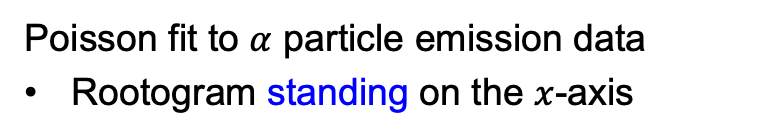 Poisson fit to α particle emission data
• Rootogram standing on the x-axis